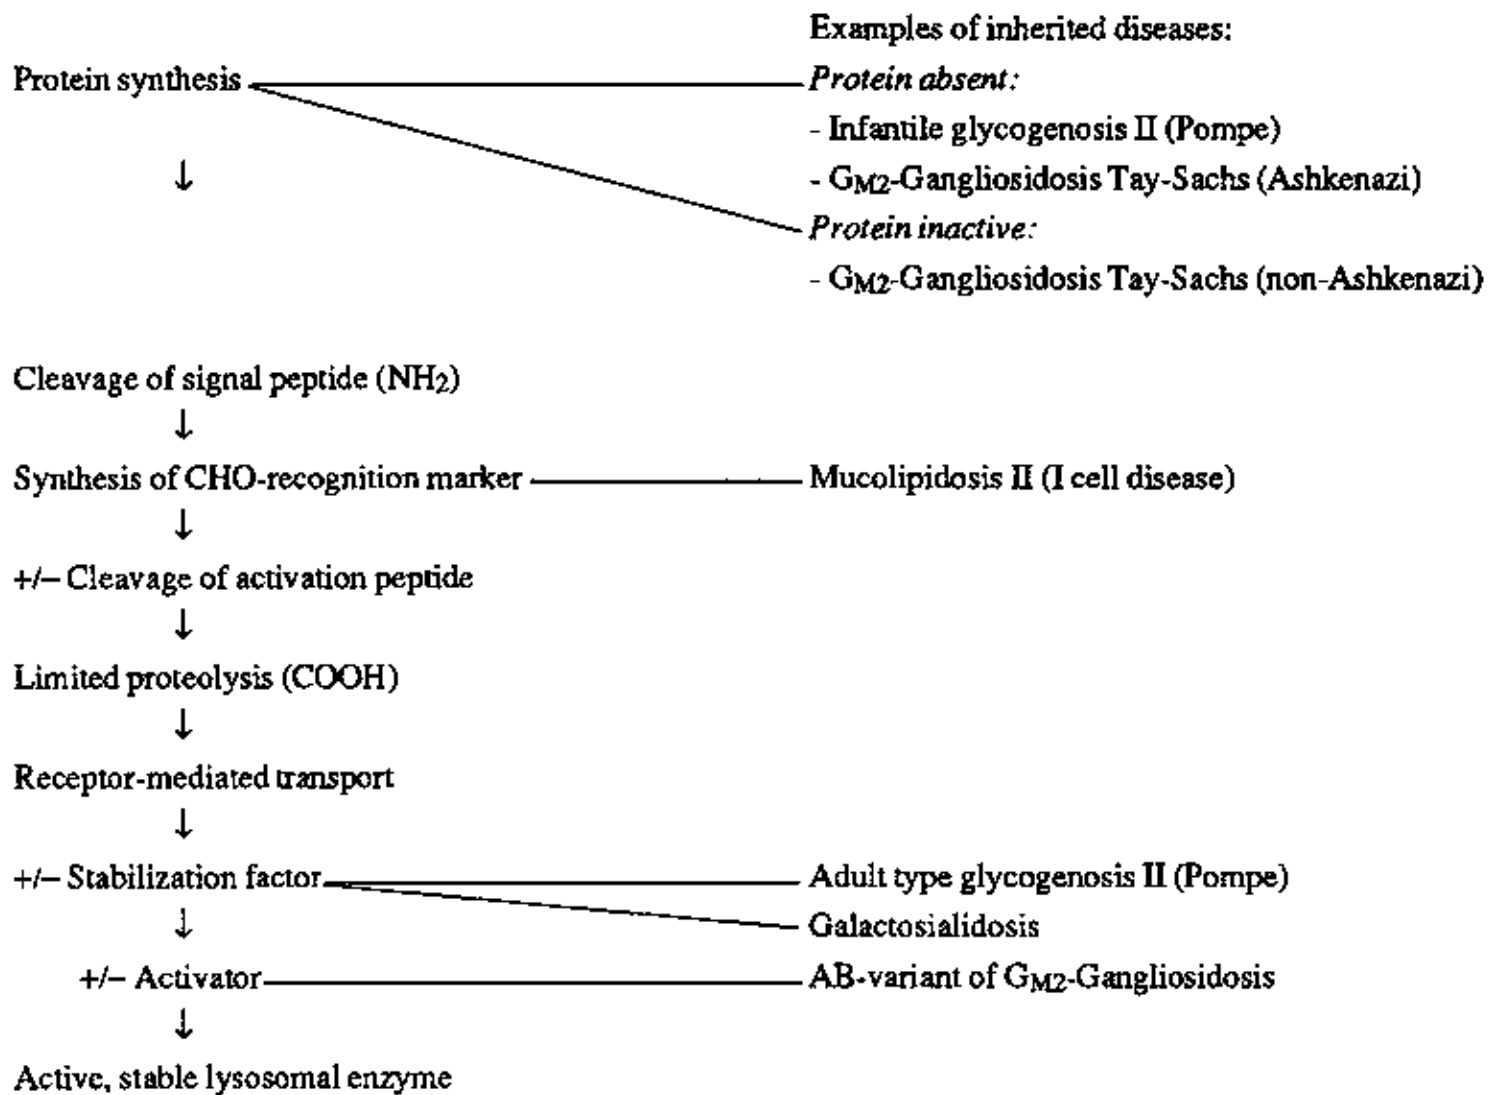 Examples of inherited diseases:
Protein synthesis
Protein absent:
- Infantile glycogenosis II (Pompe)
↓
- GM2-Gangliosidosis Tay-Sachs (Ashkenazi)
Protein inactive:
- GM2-Gangliosidosis Tay-Sachs (non-Ashkenazi)
Cleavage of signal peptide (NH2)
↓
Synthesis of CHO-recognition marker
Mucolipidosis II (I cell disease)
↓
+/– Cleavage of activation peptide
↓
Limited proteolysis (COOH)
↓
Receptor-mediated transport
↓
+/– Stabilization factor
Adult type glycogenosis II (Pompe)
↓
Galactosialidosis
+/– Activator
AB-variant of GM2-Gangliosidosis
↓
Active, stable lysosomal enzyme